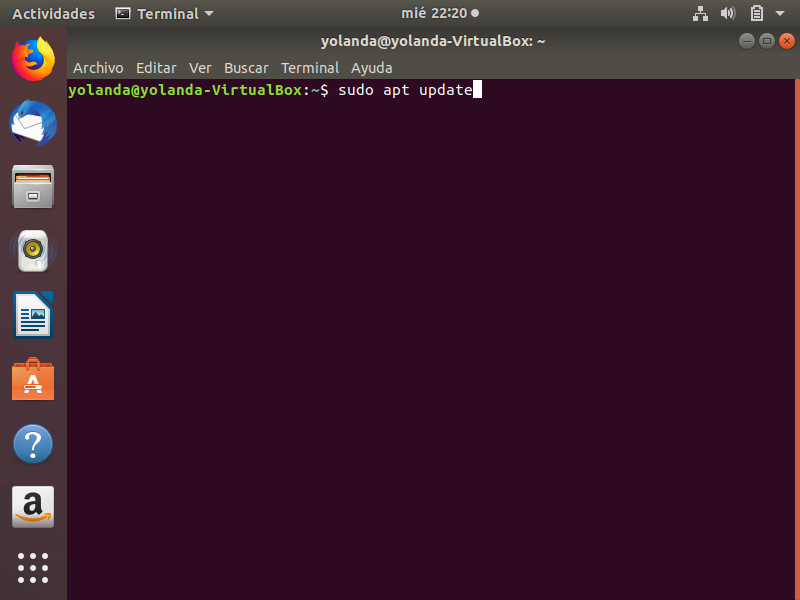 Actividades Terminal mié 22:20
yolanda@yolanda-VirtualBox: ~
Archivo Editar Ver Buscar Terminal Ayuda
yolanda@yolanda-VirtualBox:~$ sudo apt update
A
?
a